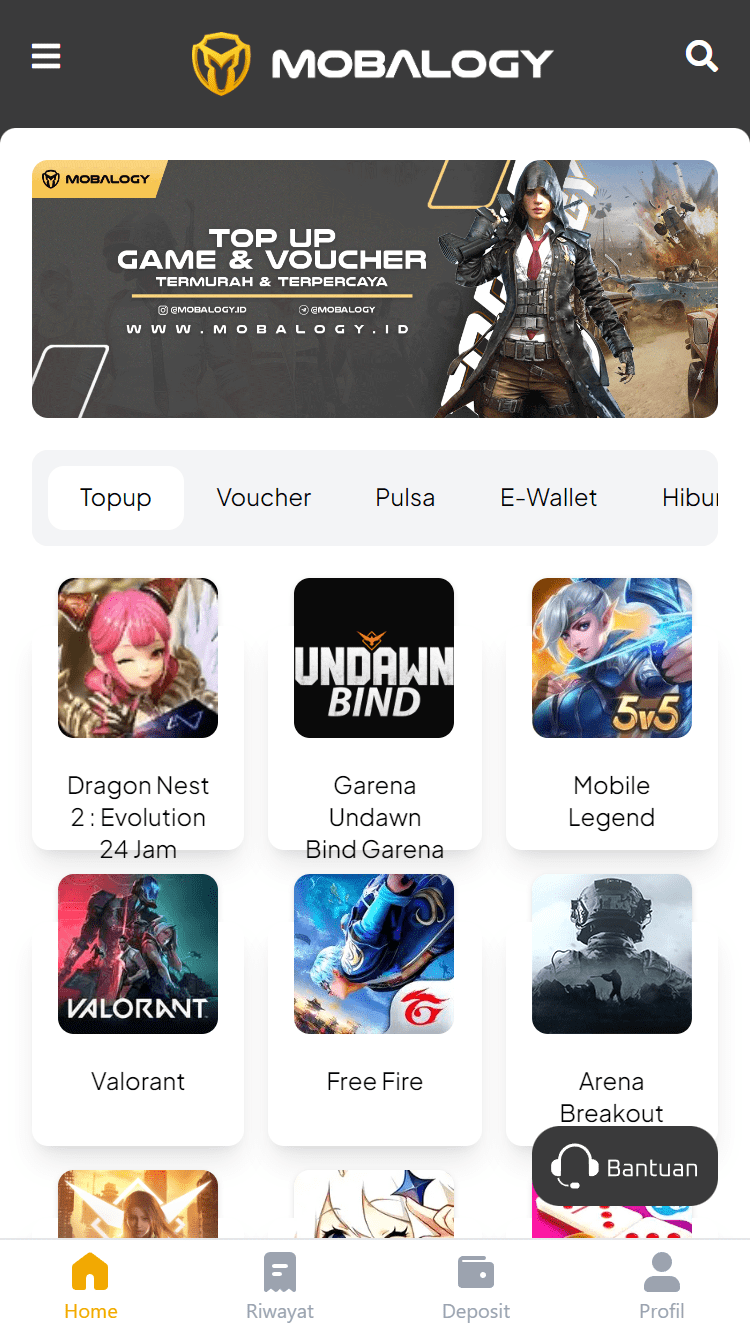 MOBALOGY
MOBALOGY
TOP UP
GAME & VOUCHER
TERMURAH & TERPERCAYA
@MOBALOGY.ID @MOBALOGY
WWW.MOBALOGY.ID
Topup Voucher Pulsa E-Wallet Hibur
UNDAWN
BIND
5v5
Dragon Nest
2 : Evolution
24 Jam
Garena
Undawn
Bind Garena
Mobile
Legend
VALORANT
Valorant
Free Fire
Arena
Breakout
Bantuan
Home Riwayat Deposit Profil